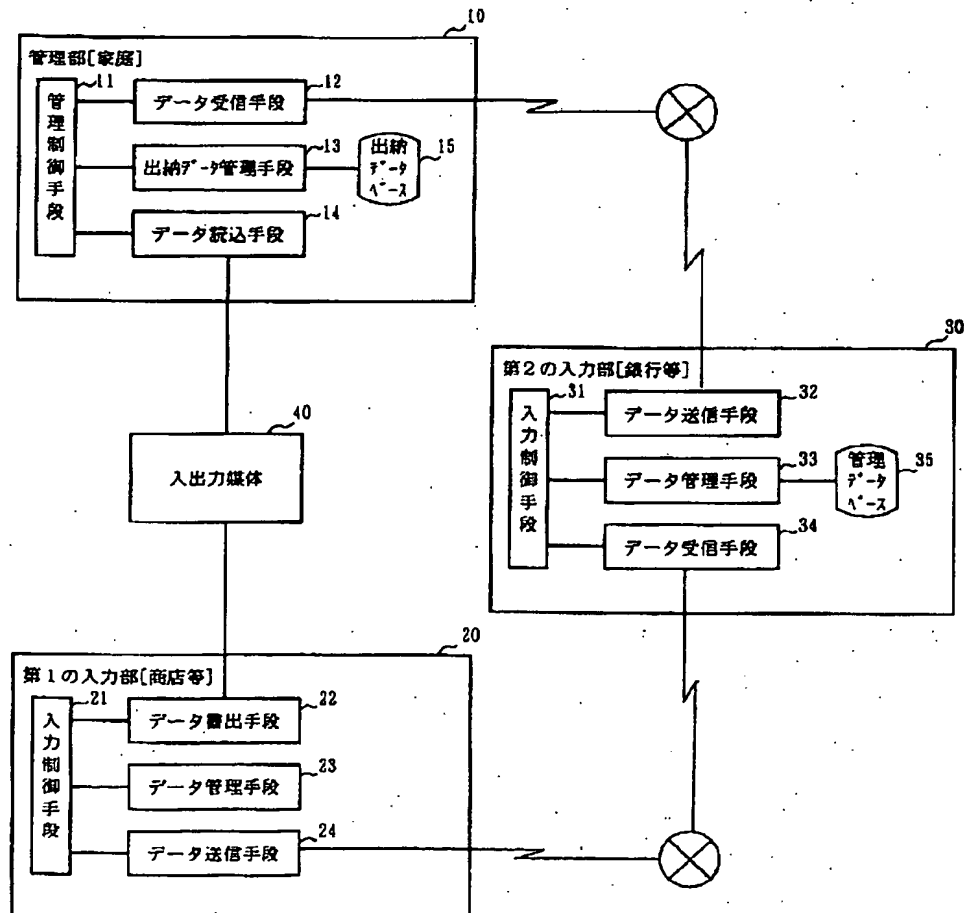 10
管理部[家庭]
11
管理制御手段
12
データ受信手段
13
出納データ管理手段
出納データベース
15
14
データ読込手段
40
入出力媒体
30
第2の入力部[銀行等]
31
入力制御手段
32
データ送信手段
33
データ管理手段
管理データベース
35
34
データ受信手段
20
第1の入力部[商店等]
21
入力制御手段
22
データ書出手段
23
データ管理手段
24
データ送信手段